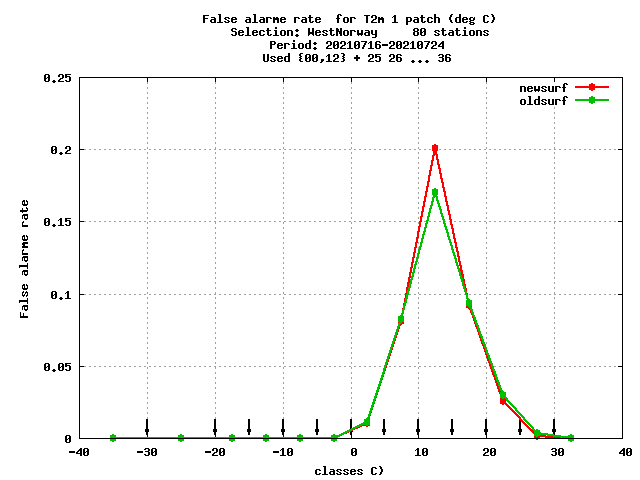 False alarme rate  for T2m 1 patch (deg C)
Selection: WestNorway     80 stations
Period: 20210716-20210724
Used {00,12} + 25 26 ... 36
0.25
newsurf
oldsurf
0.2
0.15
0.1
0.05
0
False alarme rate
-40 -30 -20 -10 0 10 20 30 40
classes C)